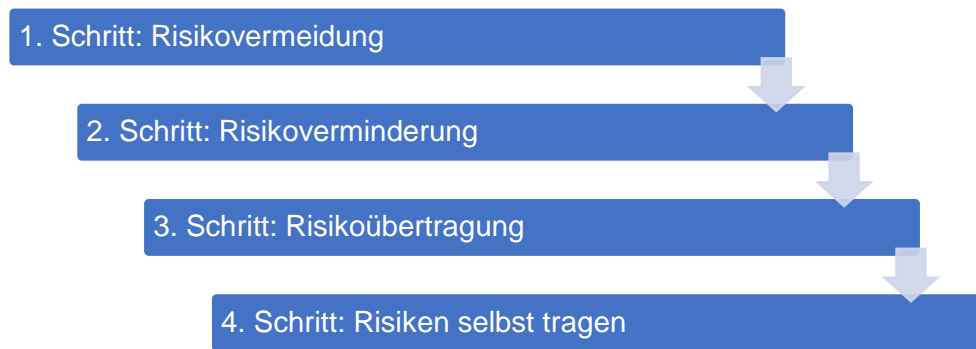 1. Schritt: Risikovermeidung
2. Schritt: Risikoverminderung
3. Schritt: Risikoübertragung
4. Schritt: Risiken selbst tragen